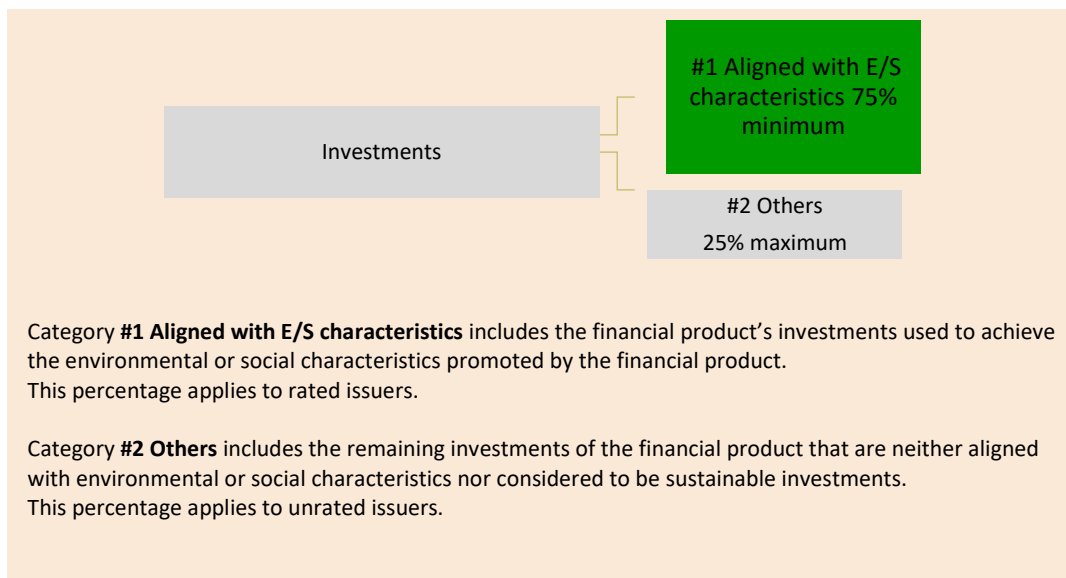 #1 Aligned with E/S
characteristics 75%
minimum
Investments
#2 Others
25% maximum
Category #1 Aligned with E/S characteristics includes the financial product’s investments used to achieve
the environmental or social characteristics promoted by the financial product.
This percentage applies to rated issuers.
Category #2 Others includes the remaining investments of the financial product that are neither aligned
with environmental or social characteristics nor considered to be sustainable investments.
This percentage applies to unrated issuers.